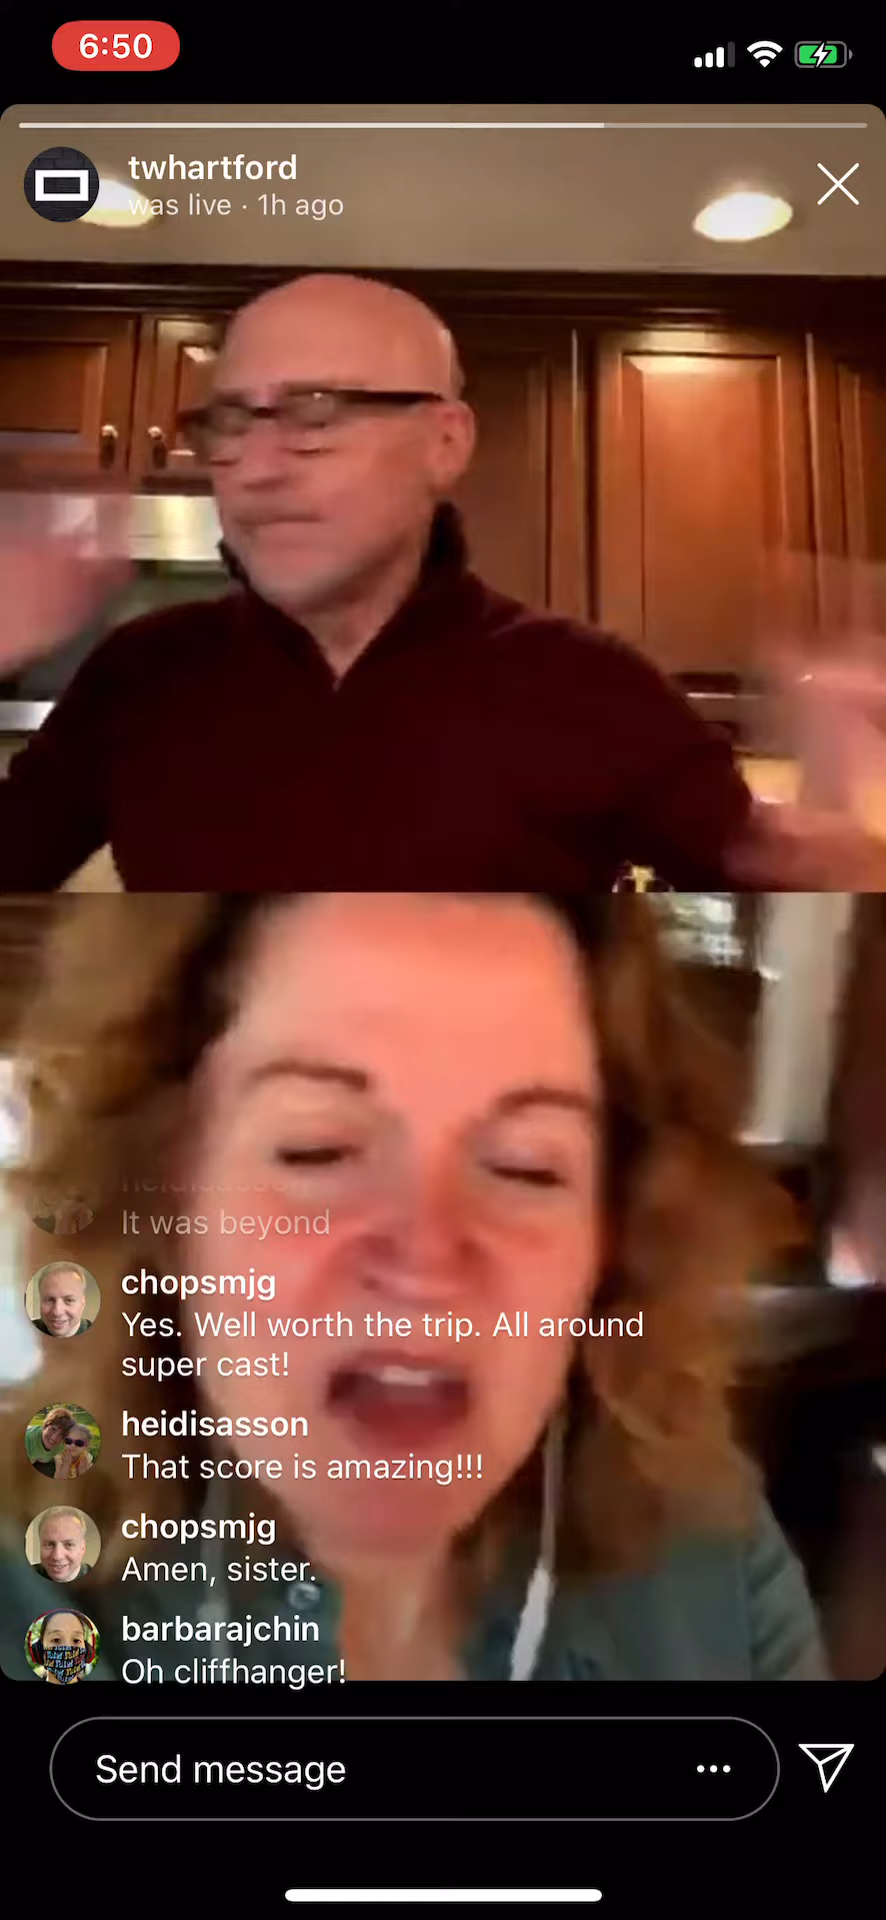 6:50
twhartford
was live · 1h ago
heidisasson
It was beyond
chopsmjg
Yes. Well worth the trip. All around
super cast!
heidisasson
That score is amazing!!!
chopsmjg
Amen, sister.
barbarajchin
Oh cliffhanger!
Send message